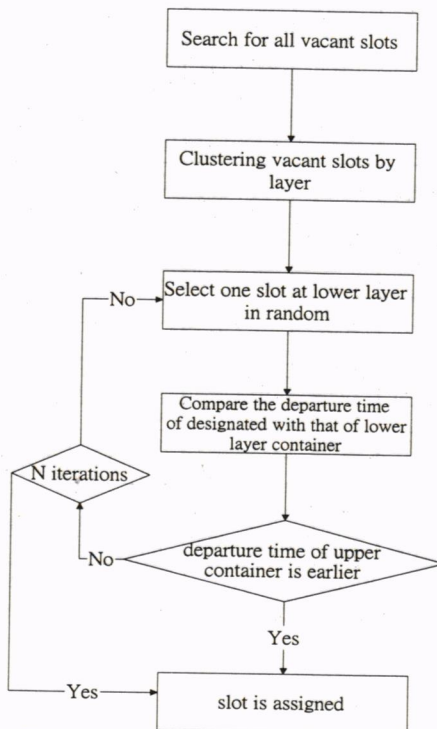 Search for all vacant slots
Clustering vacant slots by
layer
No
Select one slot at lower layer
in random
Compare the departure time
of designated with that of lower
layer container
N iterations
No
departure time of upper
container is earlier
Yes
Yes
slot is assigned